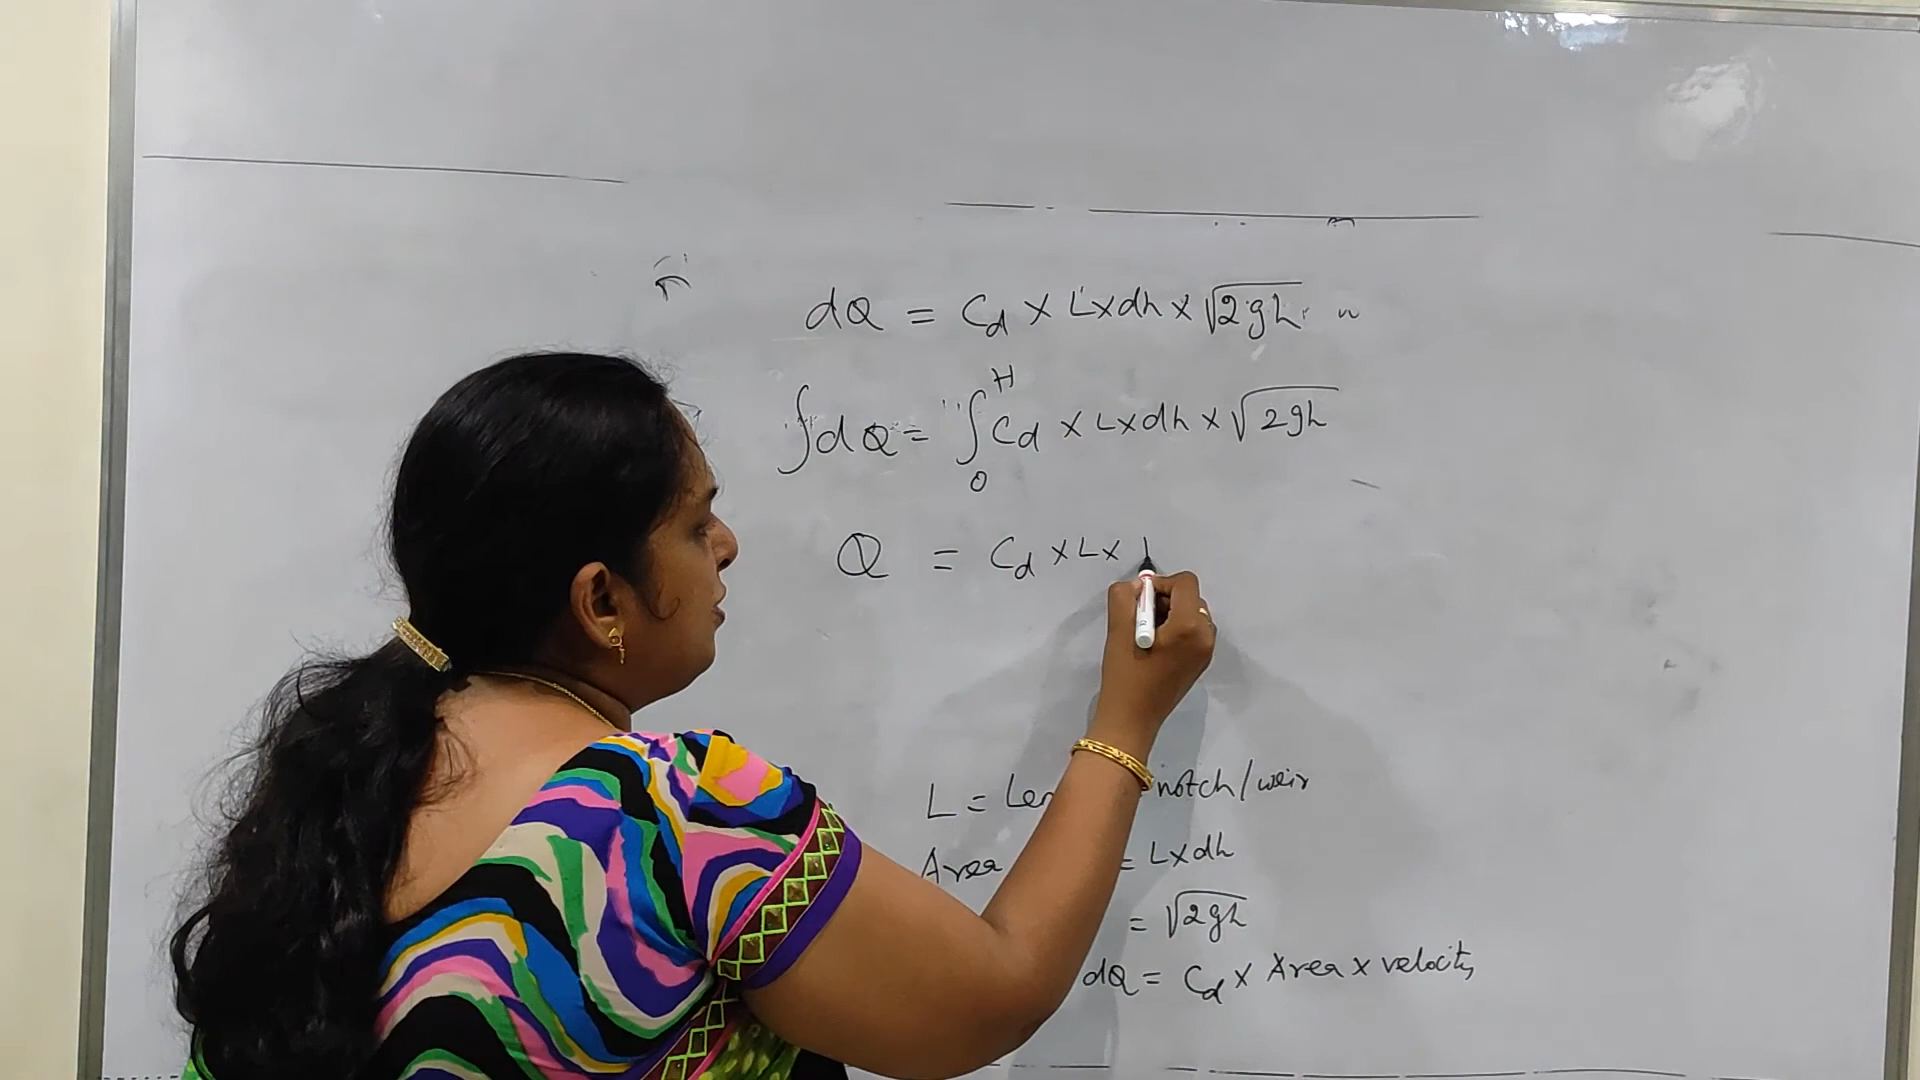 dQ = Cd × L × dh × √2gh
∫dQ = ∫₀ᴴ Cd × L × dh × √2gh
Q = Cd × L ×
L = notch/weir
Area = L × dh
= √2gh
dQ = Cd × Area × velocity